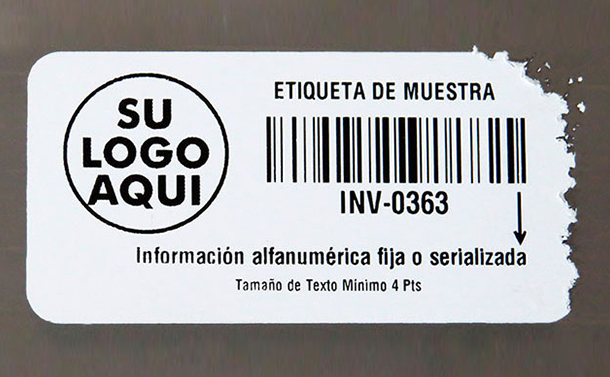 SU
LOGO
AQUI
ETIQUETA DE MUESTRA
INV-0363
Información alfanumérica fija o serializada
Tamaño de Texto Minimo 4 Pts